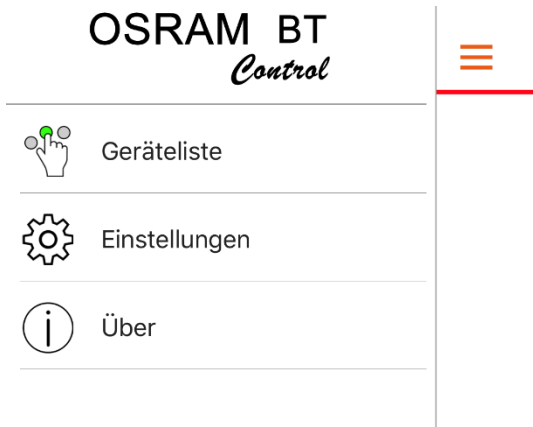 OSRAM BT
Control
Geräteliste
Einstellungen
Über